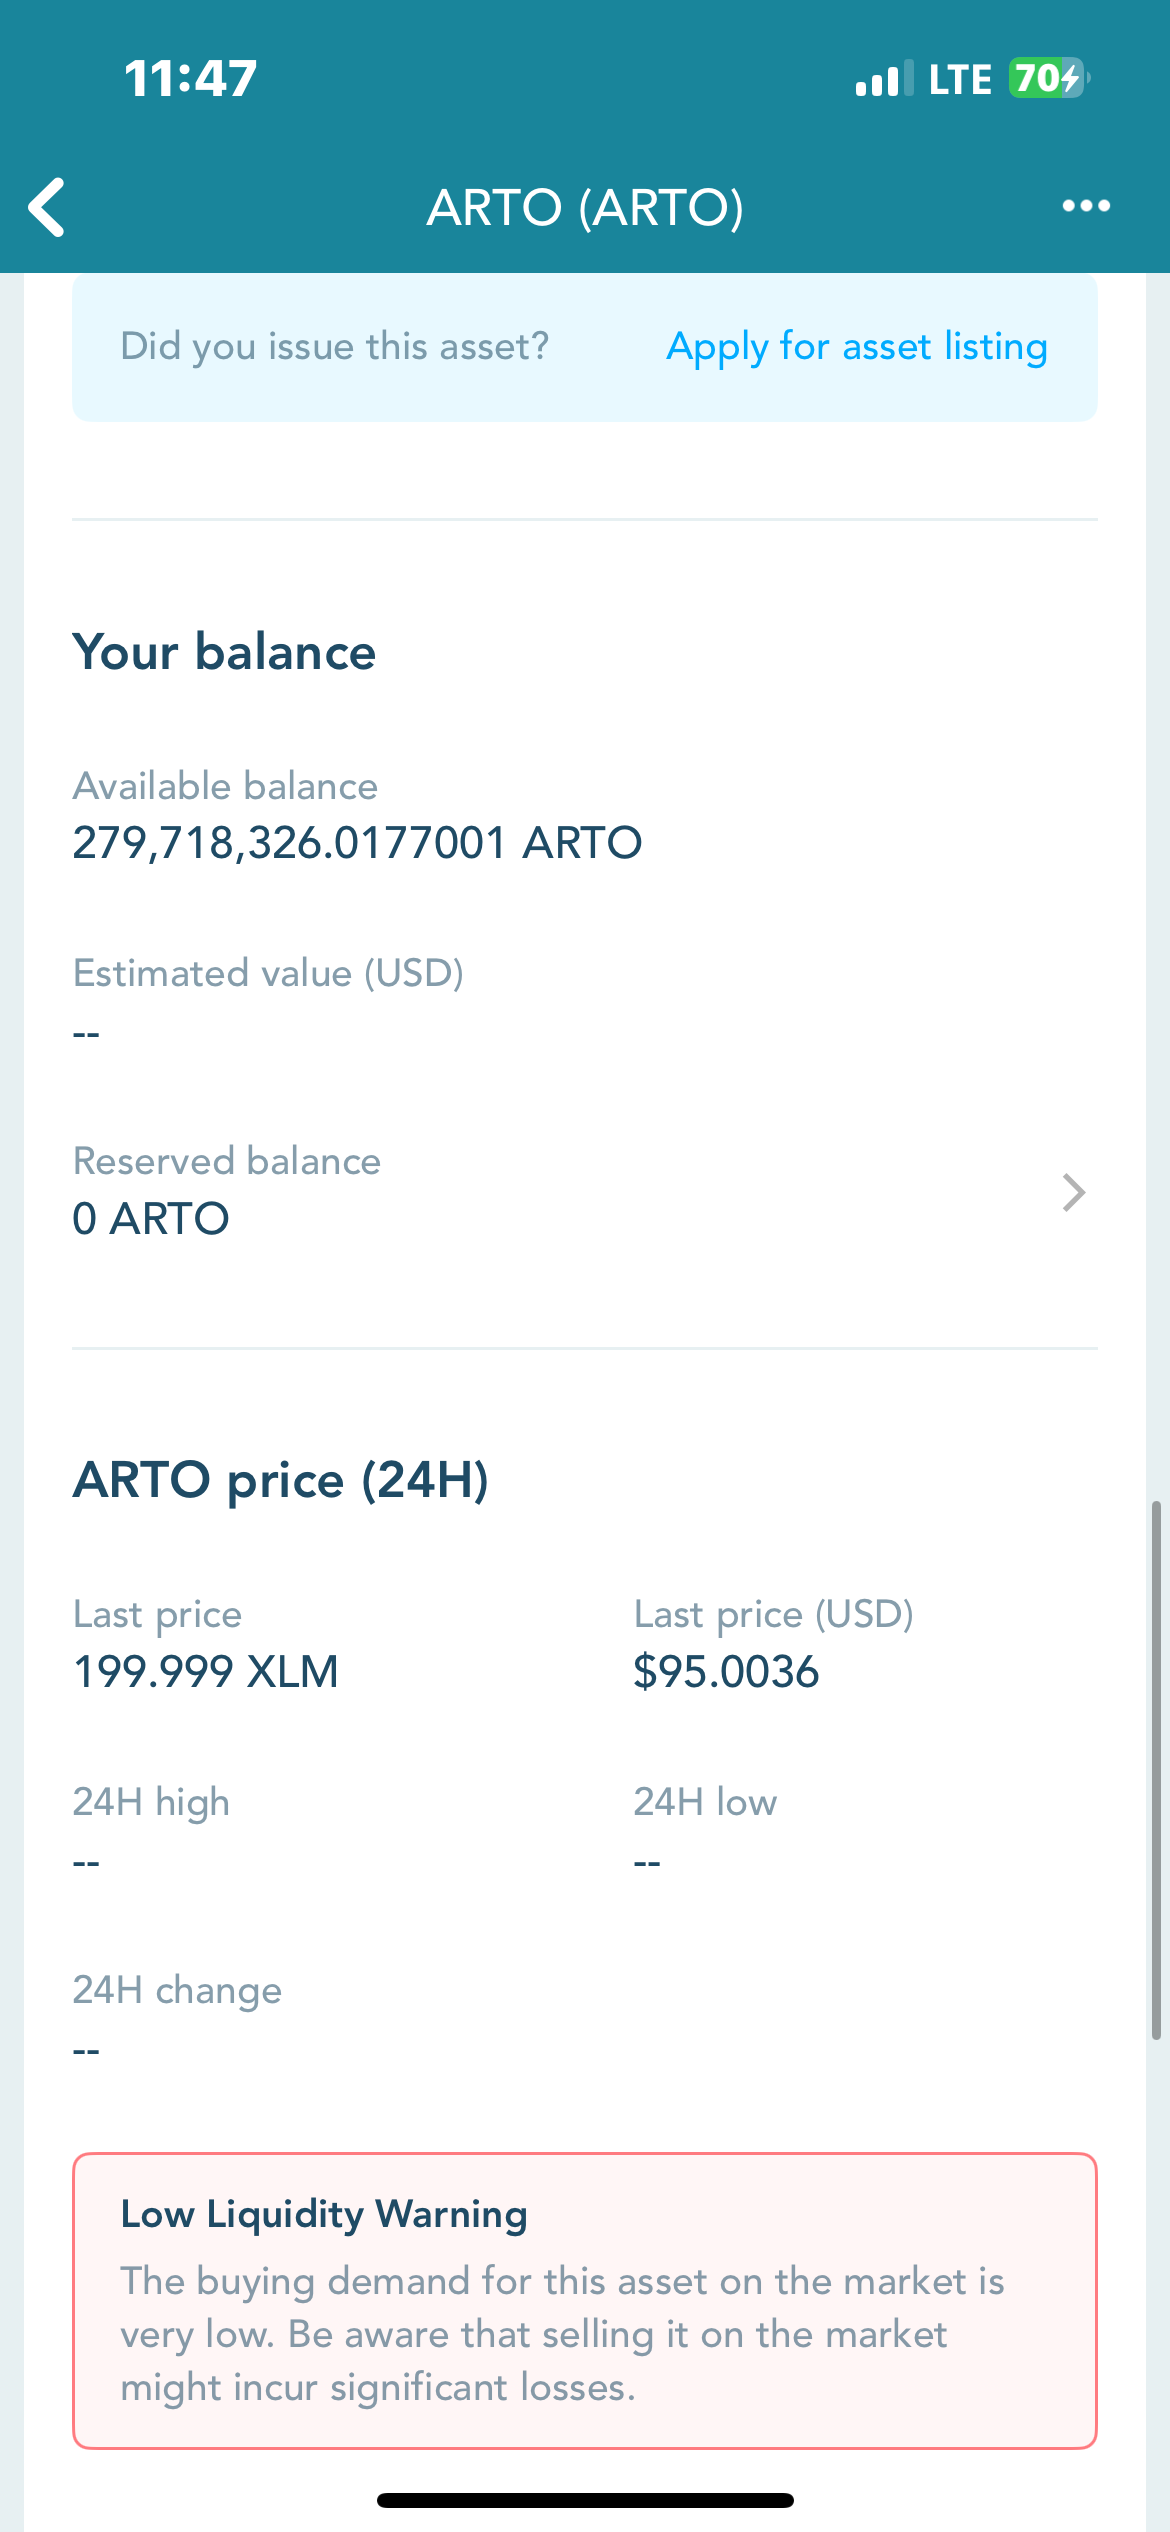 11:47
LTE
70
ARTO (ARTO)
Did you issue this asset? Apply for asset listing
Your balance
Available balance
279,718,326.0177001 ARTO
Estimated value (USD)
--
Reserved balance
0 ARTO
ARTO price (24H)
Last price Last price (USD)
199.999 XLM $95.0036
24H high 24H low
-- --
24H change
--
Low Liquidity Warning
The buying demand for this asset on the market is
very low. Be aware that selling it on the market
might incur significant losses.